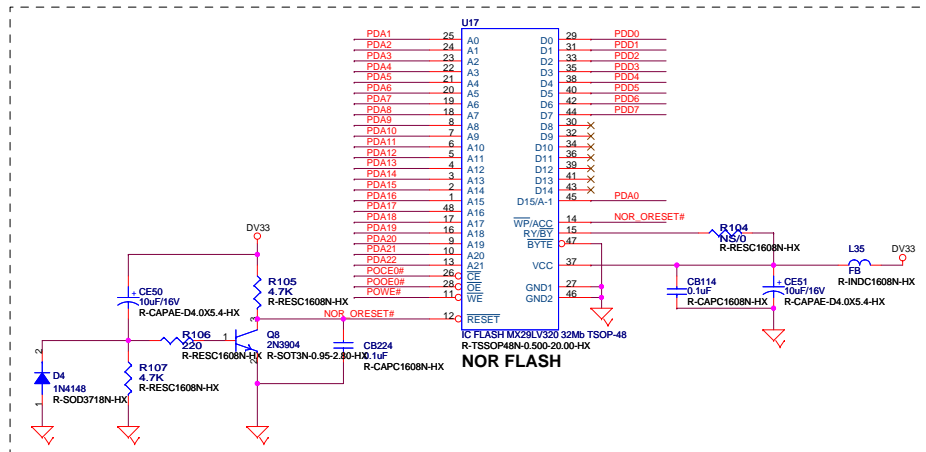 U17
PDA1 25 A0 D0 29 PDD0
PDA2 24 A1 D1 31 PDD1
PDA3 23 A2 D2 33 PDD2
PDA4 22 A3 D3 35 PDD3
PDA5 21 A4 D4 38 PDD4
PDA6 20 A5 D5 40 PDD5
PDA7 19 A6 D6 42 PDD6
PDA8 18 A7 D7 44 PDD7
PDA9 8 A8 D8 30
PDA10 7 A9 D9 32
PDA11 6 A10 D10 34
PDA12 5 A11 D11 36
PDA13 4 A12 D12 39
PDA14 3 A13 D13 41
PDA15 2 A14 D14 43
PDA16 1 A15 D15/A-1 45 PDA0
PDA17 48 A16
PDA18 17 A17 WP/ACC 14 NOR_ORESET#
PDA19 16 A18 RY/BY 15
PDA20 9 A19 BYTE 47
PDA21 10 A20
PDA22 13 A21 VCC 37
POCE0# 26 CE
POOE0# 28 OE GND1 27
POWE# 11 WE GND2 46
NOR_ORESET# 12 RESET
IC FLASH MX29LV320 32Mb TSOP-48
R-TSSOP48N-0.500-20.00-HX
NOR FLASH
R104
NS/0
R-RESC1608N-HX
L35
FB
R-INDC1608N-HX
DV33
CB114
0.1uF
R-CAPC1608N-HX
CE51
10uF/16V
R-CAPAE-D4.0X5.4-HX
DV33
CE50
10uF/16V
R-CAPAE-D4.0X5.4-HX
R105
4.7K
R-RESC1608N-HX
R106
220
R-RESC1608N-HX
1
3
2
Q8
2N3904
R-SOT3N-0.95-2.80-HX
CB224
0.1uF
R-CAPC1608N-HX
2
D4
1N4148
R-SOD3718N-HX
1
R107
4.7K
R-RESC1608N-HX